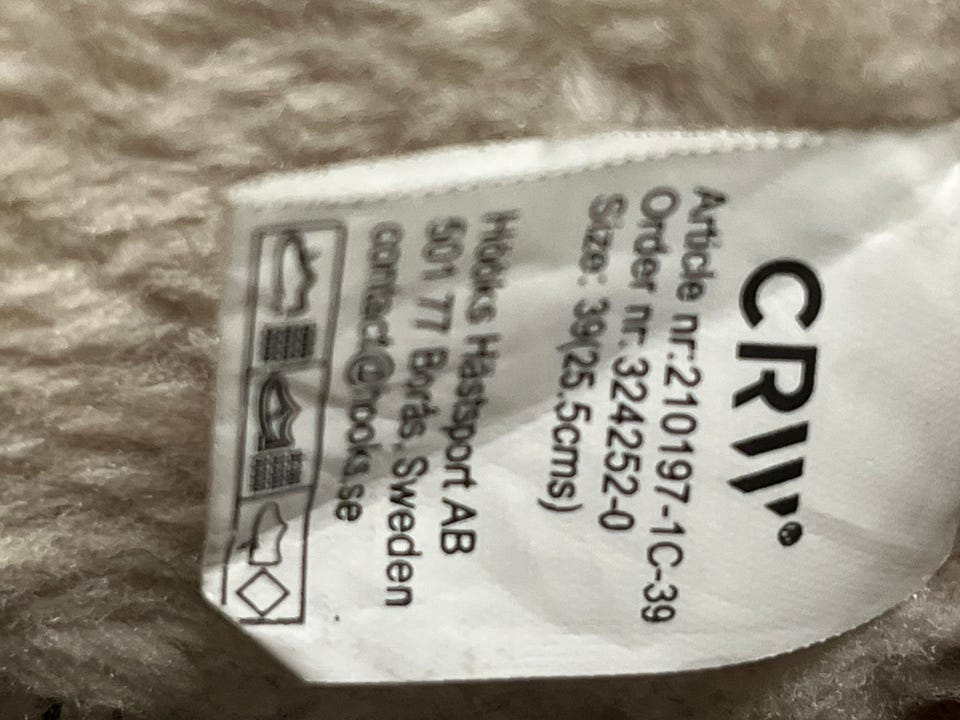 CRW®
Article nr:2100197-1C-39
Order nr:324252-0
Size: 39(25.5cms)
Hööks Hästsport AB
501 77 Borås, Sweden
contact@hooks.se